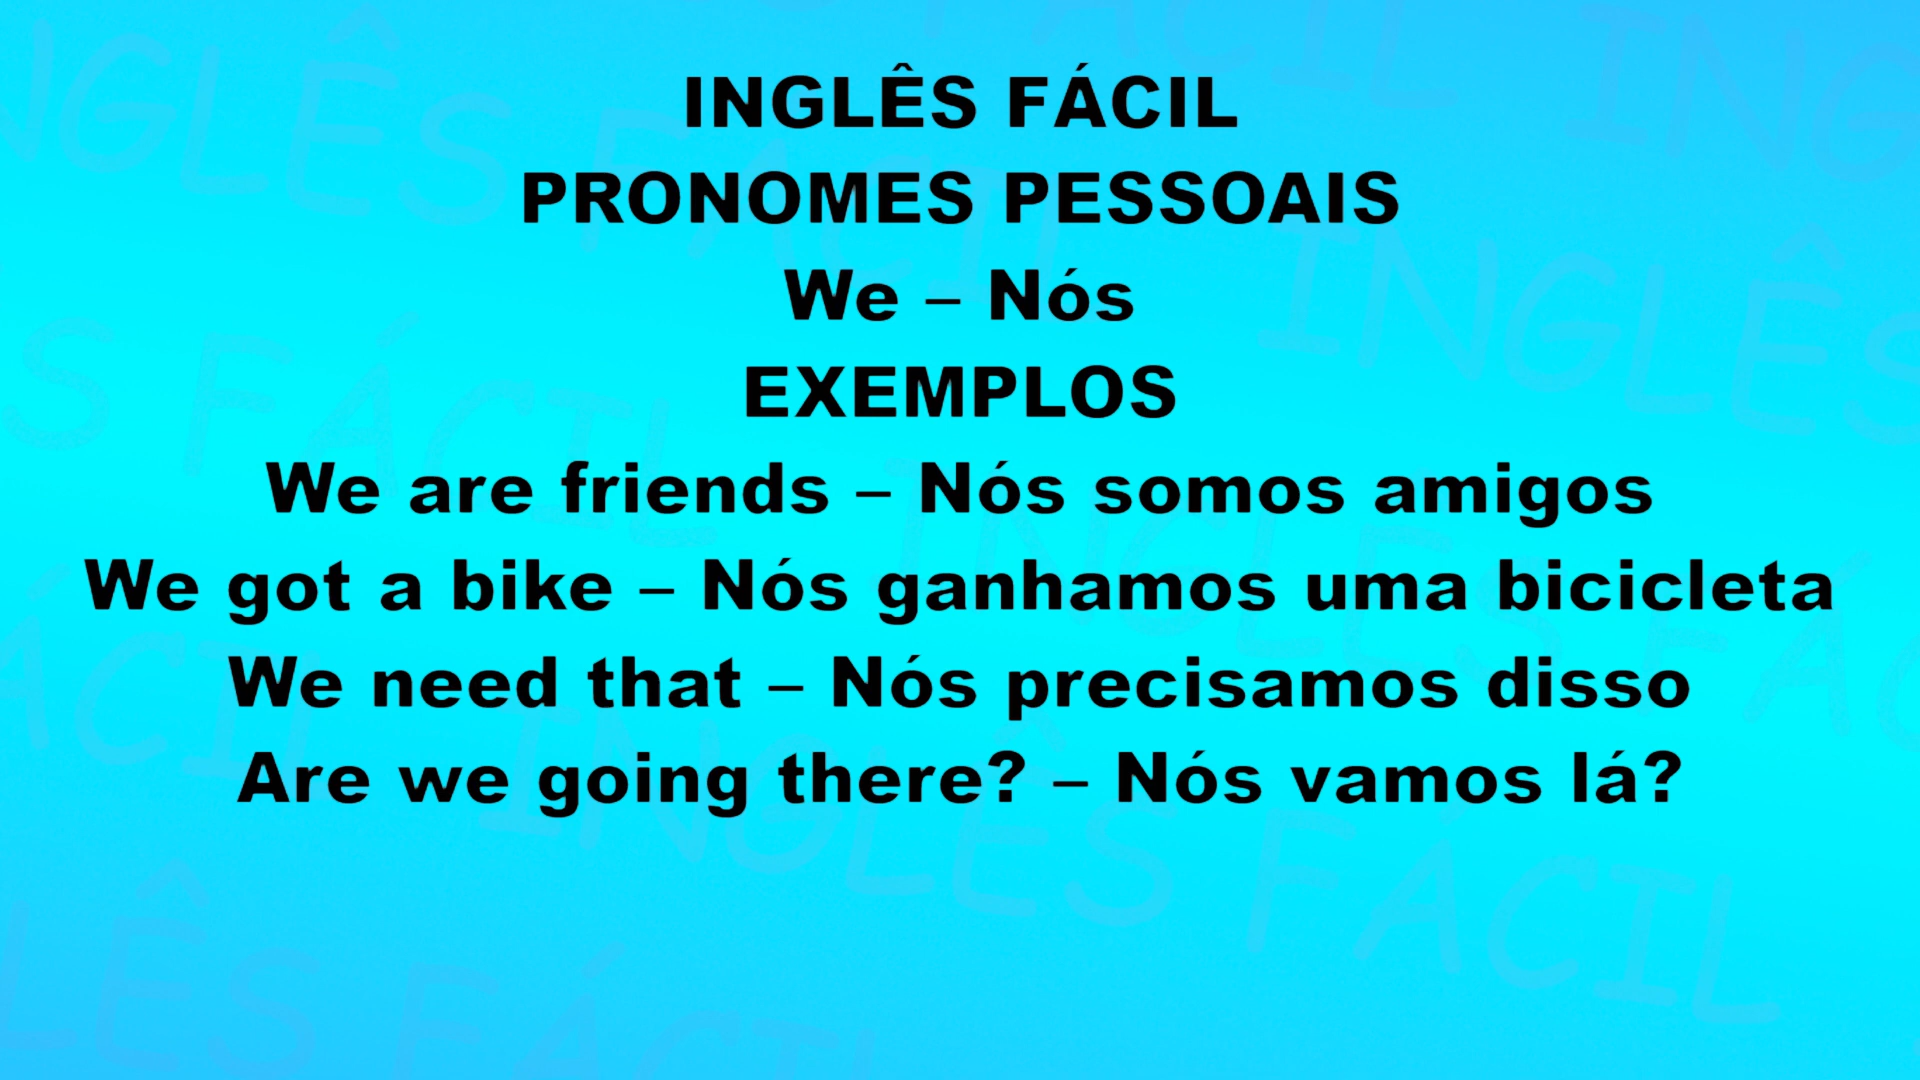 INGLÊS FÁCIL
PRONOMES PESSOAIS
We – Nós
EXEMPLOS
We are friends – Nós somos amigos
We got a bike – Nós ganhamos uma bicicleta
We need that – Nós precisamos disso
Are we going there? – Nós vamos lá?